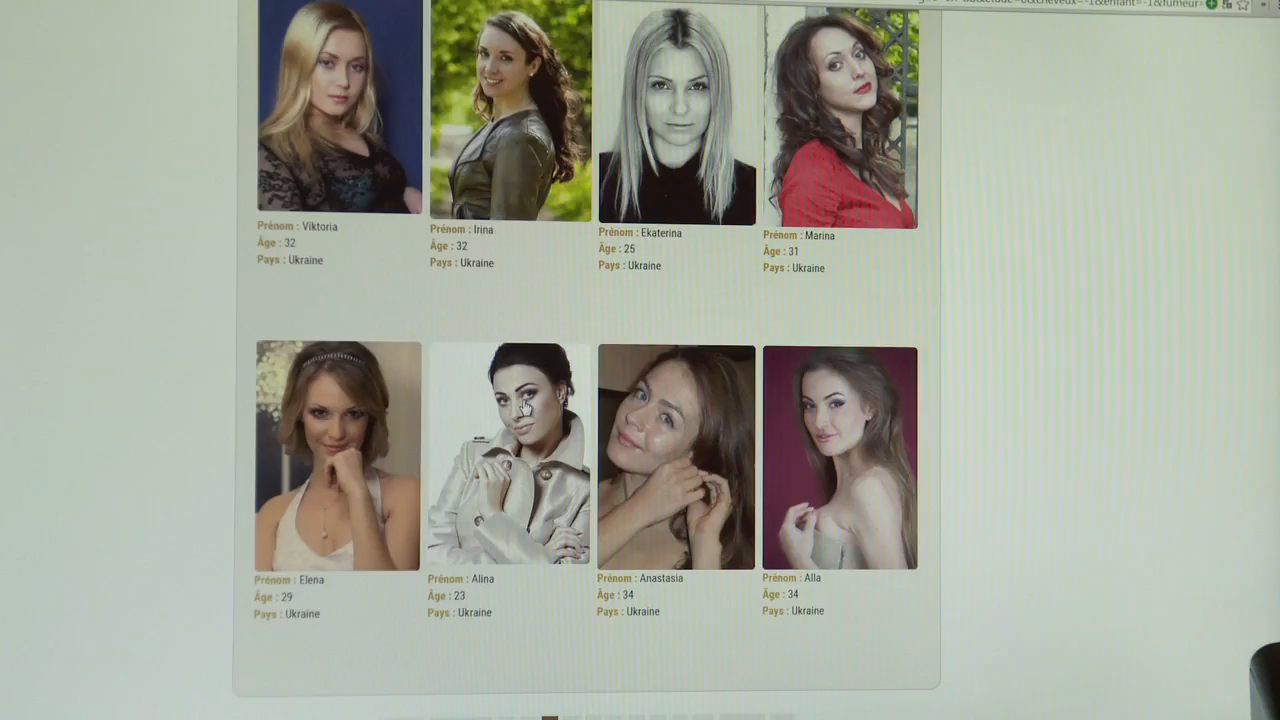 Prénom : Viktoria
Âge : 32
Pays : Ukraine
Prénom : Irina
Âge : 32
Pays : Ukraine
Prénom : Ekaterina
Âge : 25
Pays : Ukraine
Prénom : Marina
Âge : 31
Pays : Ukraine
Prénom : Elena
Âge : 29
Pays : Ukraine
Prénom : Alina
Âge : 23
Pays : Ukraine
Prénom : Anastasia
Âge : 34
Pays : Ukraine
Prénom : Alla
Âge : 34
Pays : Ukraine